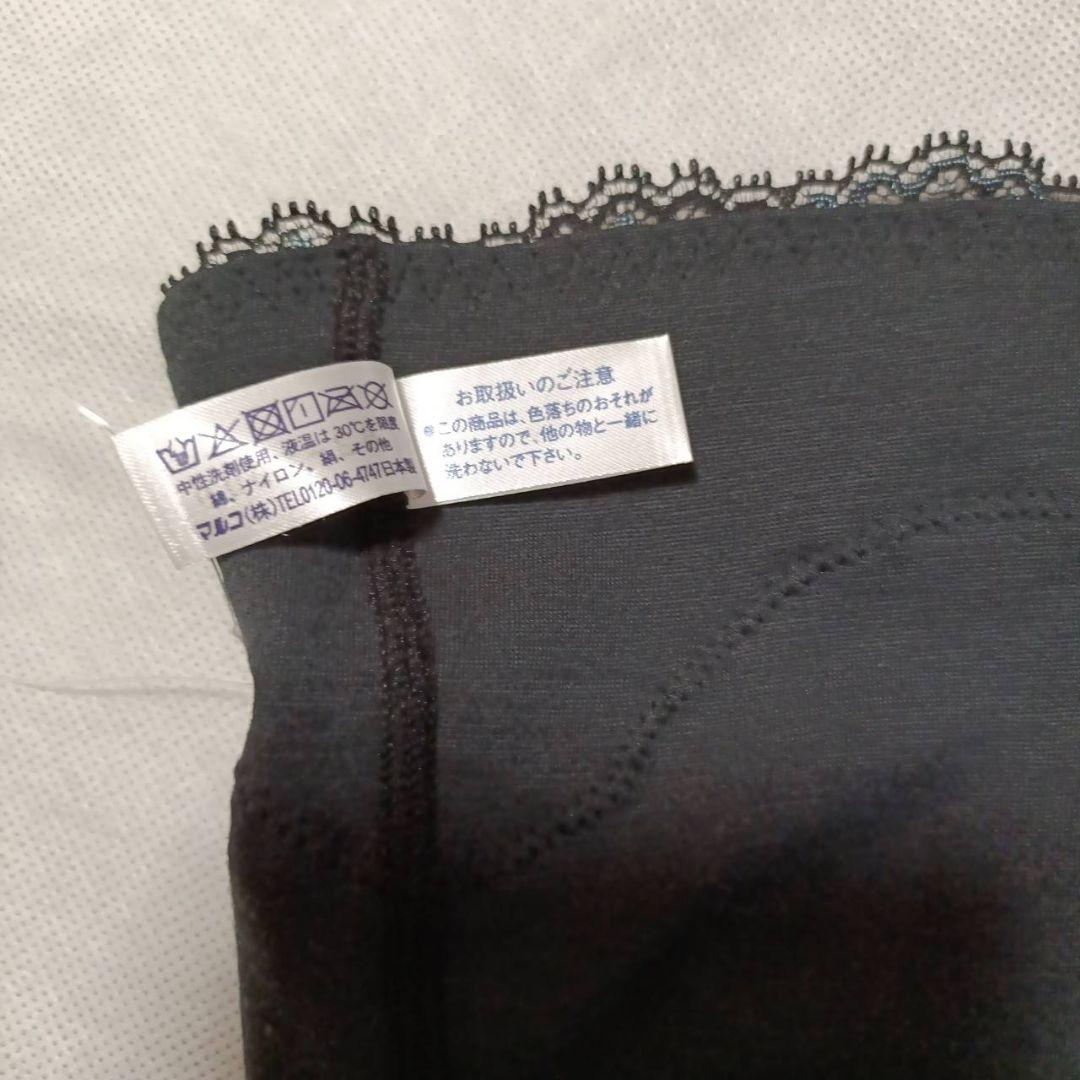 中性洗剤使用、液温は30℃を限度
綿、ナイロン、絹、その他
マルコ(株)TEL0120-06-4747日本製
お取扱いのご注意
この商品は、色落ちのおそれが
ありますので、他の物と一緒に
洗わないで下さい。